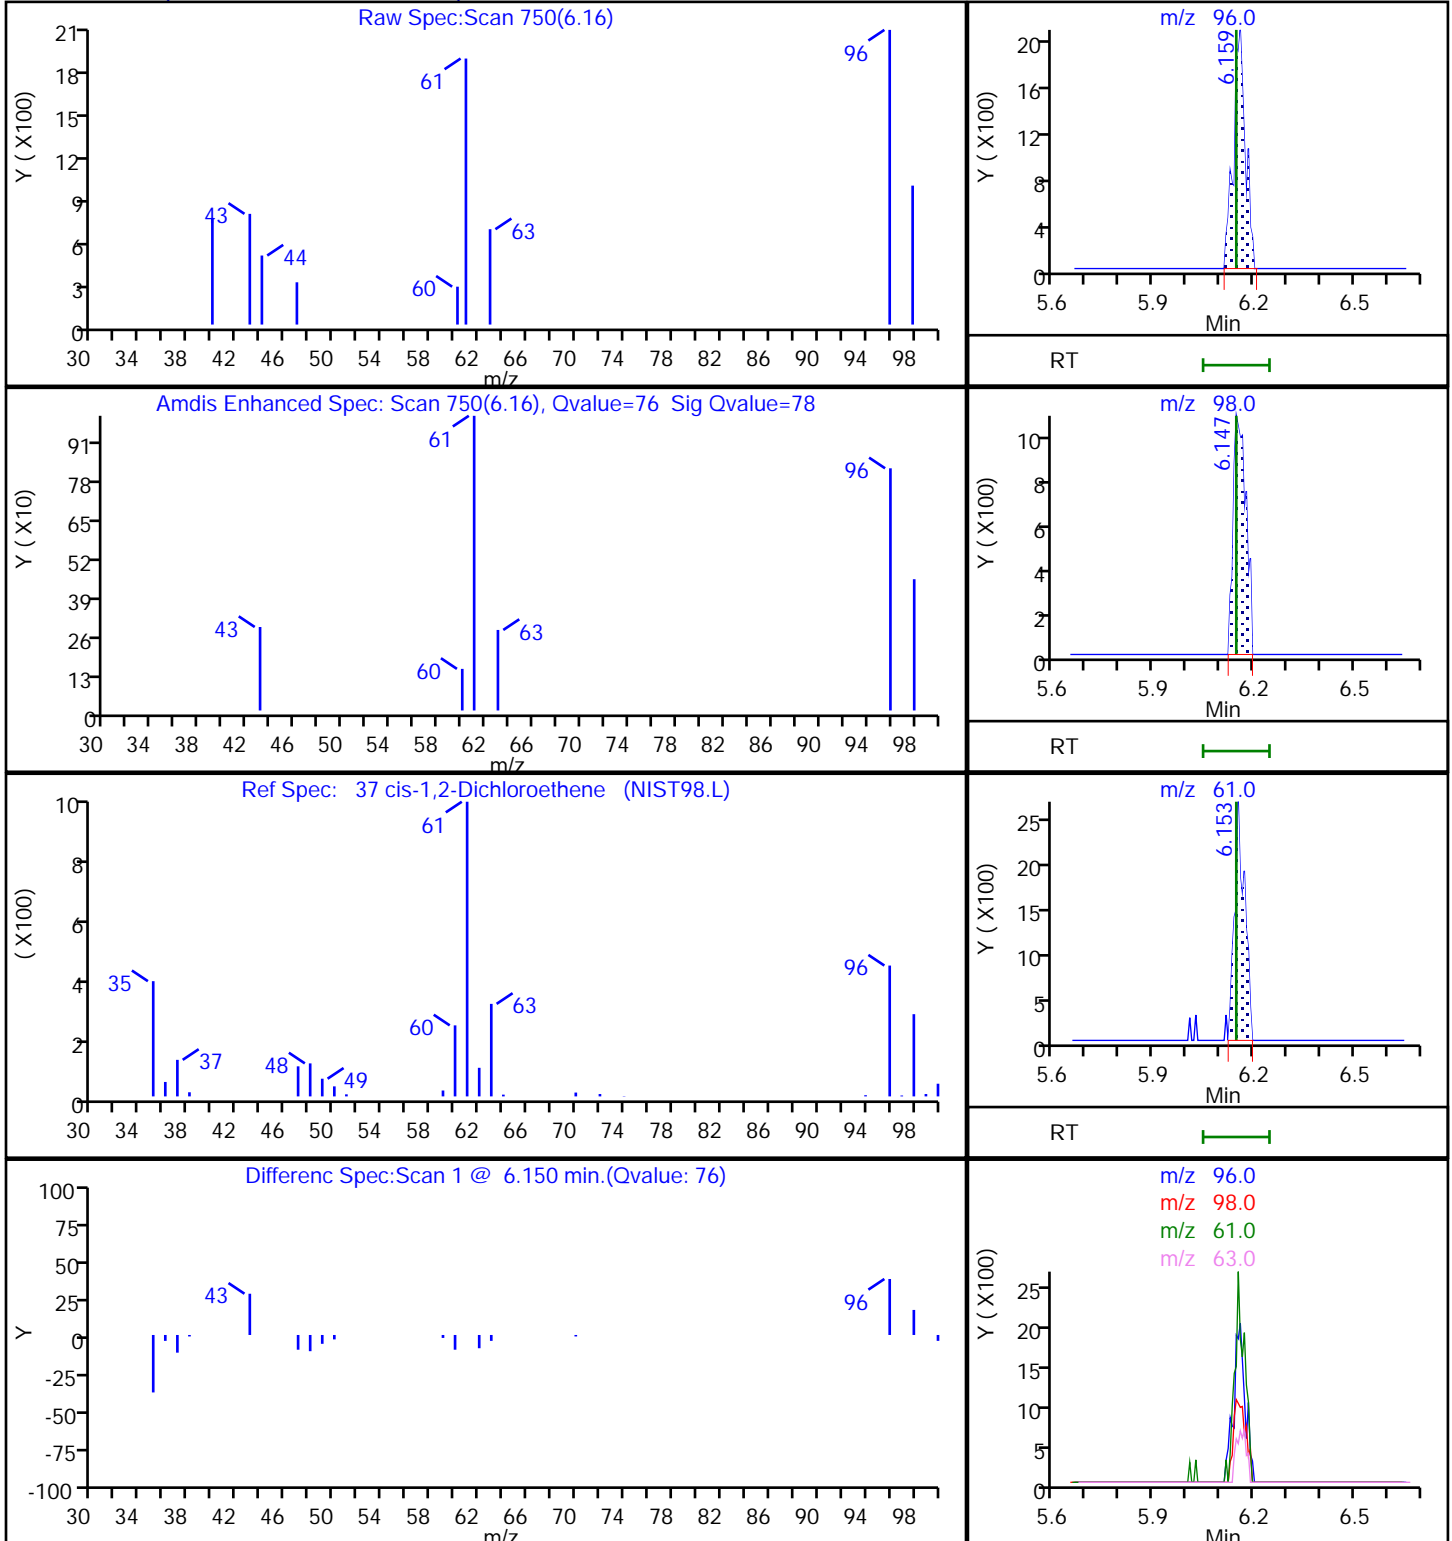 Raw Spec:Scan 750(6.16)
Y ( X100)
21
18
15
12
9
6
3
0
43
44
60
61
63
96
30 34 38 42 46 50 54 58 62 66 70 74 78 82 86 90 94 98
m/z
m/z 96.0
Y ( X100)
20
16
12
8
4
0
6.159
5.6 5.9 6.2 6.5
Min
RT
Amdis Enhanced Spec: Scan 750(6.16), Qvalue=76 Sig Qvalue=78
Y ( X10)
91
78
65
52
39
26
13
0
43
60
61
63
96
30 34 38 42 46 50 54 58 62 66 70 74 78 82 86 90 94 98
m/z
m/z 98.0
Y ( X100)
10
8
6
4
2
0
6.147
5.6 5.9 6.2 6.5
Min
RT
Ref Spec: 37 cis-1,2-Dichloroethene (NIST98.L)
( X100)
10
8
6
4
2
0
35
37
48
49
60
61
63
96
30 34 38 42 46 50 54 58 62 66 70 74 78 82 86 90 94 98
m/z 61.0
Y ( X100)
25
20
15
10
5
0
6.153
5.6 5.9 6.2 6.5
Min
RT
Differenc Spec:Scan 1 @ 6.150 min.(Qvalue: 76)
Y
100
75
50
25
0
-25
-50
-75
-100
43
96
30 34 38 42 46 50 54 58 62 66 70 74 78 82 86 90 94 98
m/z
m/z 96.0
m/z 98.0
m/z 61.0
m/z 63.0
Y ( X100)
25
20
15
10
5
0
5.6 5.9 6.2 6.5
Min